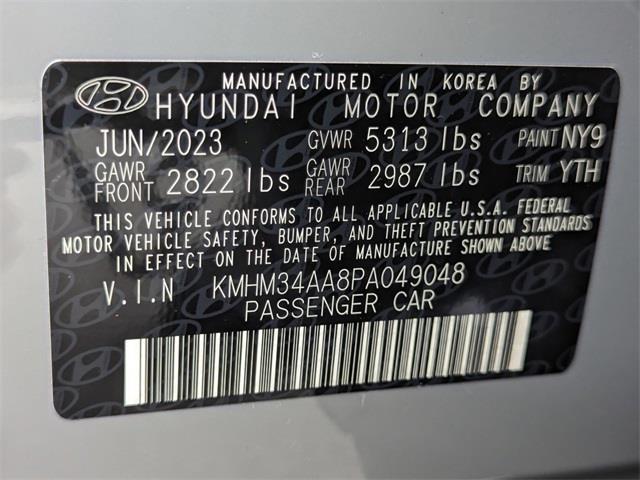 MANUFACTURED IN KOREA BY
HYUNDAI MOTOR COMPANY
JUN/2023 GVWR 5313 lbs PAINT NY9
GAWR FRONT 2822 lbs GAWR REAR 2987 lbs TRIM YTH
THIS VEHICLE CONFORMS TO ALL APPLICABLE U.S.A. FEDERAL
MOTOR VEHICLE SAFETY, BUMPER, AND THEFT PREVENTION STANDARDS
IN EFFECT ON THE DATE OF MANUFACTURE SHOWN ABOVE
V.I.N KMHM34AA8PA049048
PASSENGER CAR